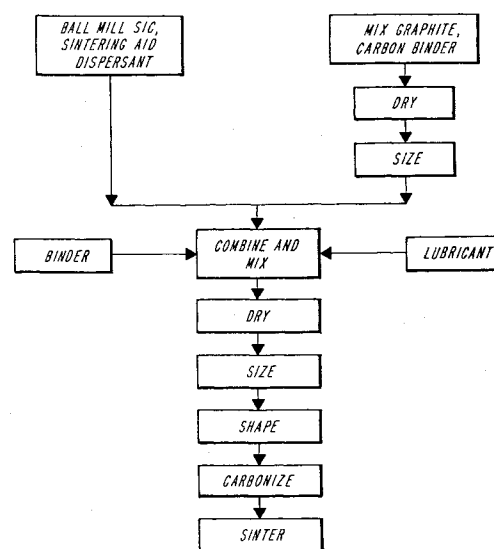 BALL MILL SIC,
SINTERING AID
DISPERSANT
MIX GRAPHITE,
CARBON BINDER
DRY
SIZE
BINDER
COMBINE AND
MIX
LUBRICANT
DRY
SIZE
SHAPE
CARBONIZE
SINTER